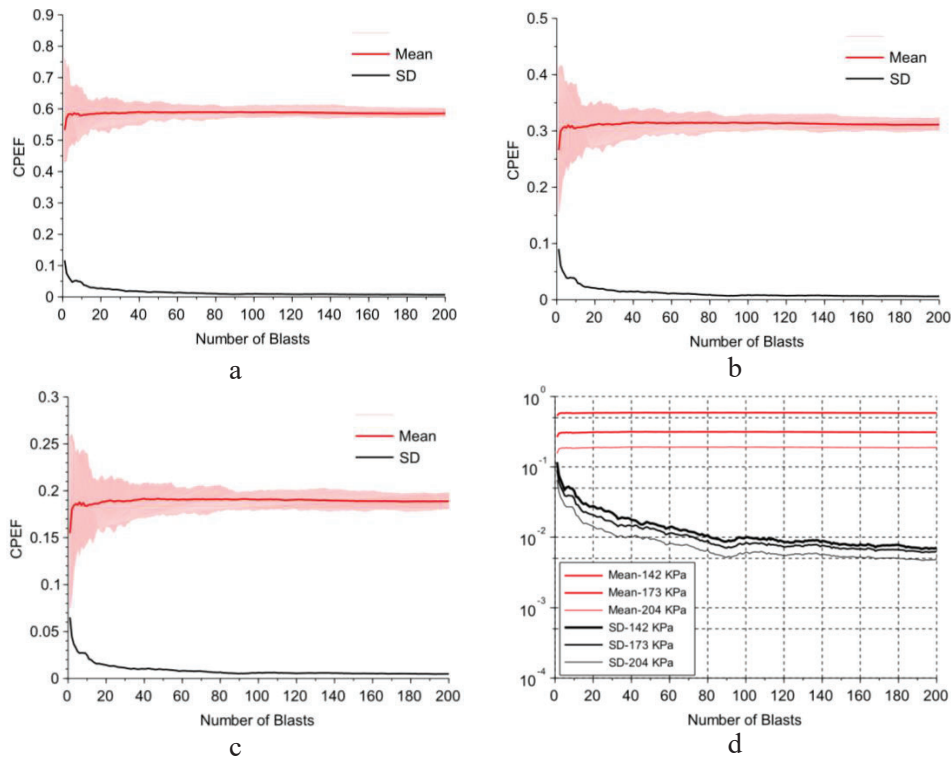 0.9
0.8
0.7
0.6
0.5
0.4
0.3
0.2
0.1
0
CPEF
Mean
SD
0 20 40 60 80 100 120 140 160 180 200
Number of Blasts
a
0.5
0.4
0.3
0.2
0.1
0
CPEF
Mean
SD
0 20 40 60 80 100 120 140 160 180 200
Number of Blasts
b
0.3
0.25
0.2
0.15
0.1
0.05
0
CPEF
Mean
SD
0 20 40 60 80 100 120 140 160 180 200
Number of Blasts
c
10⁰
10⁻¹
10⁻²
10⁻³
10⁻⁴
Mean-142 KPa
Mean-173 KPa
Mean-204 KPa
SD-142 KPa
SD-173 KPa
SD-204 KPa
0 20 40 60 80 100 120 140 160 180 200
Number of Blasts
d